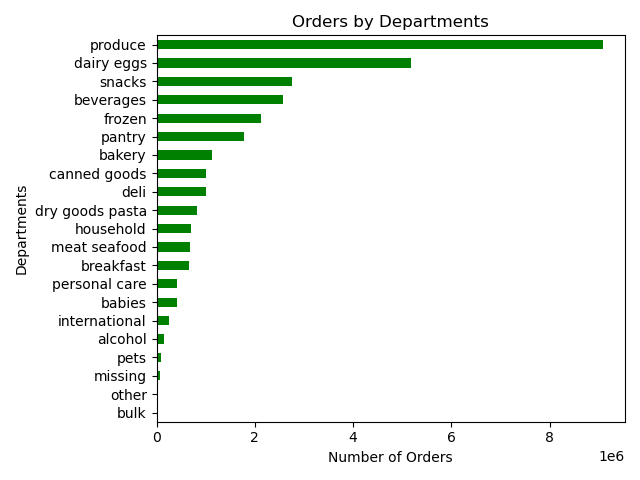 Orders by Departments
produce
dairy eggs
snacks
beverages
frozen
pantry
bakery
canned goods
deli
dry goods pasta
household
meat seafood
breakfast
personal care
babies
international
alcohol
pets
missing
other
bulk
Departments
0 2 4 6 8
1e6
Number of Orders